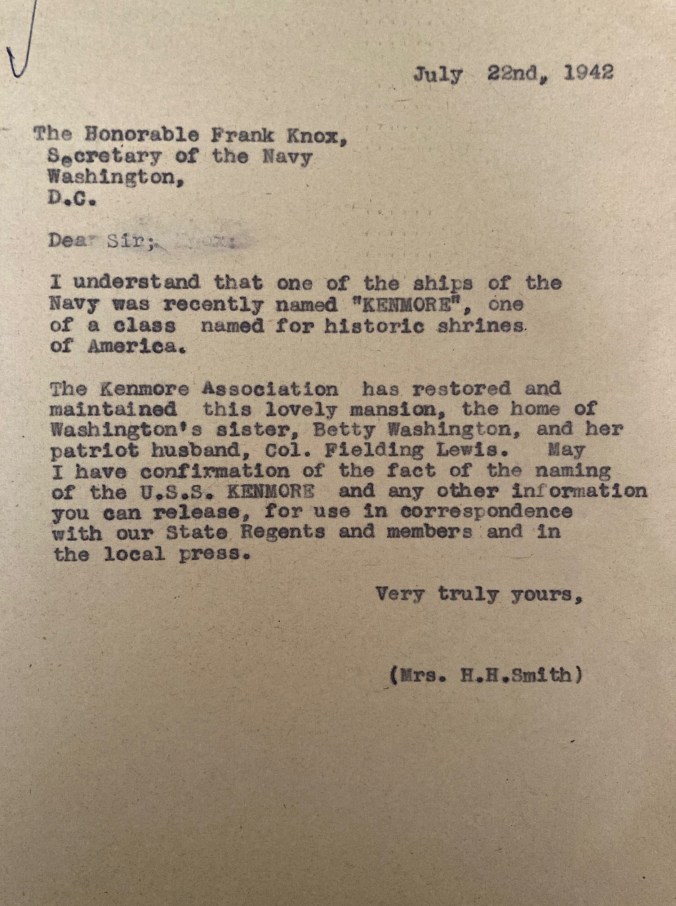 July 22nd, 1942
The Honorable Frank Knox,
Secretary of the Navy
Washington,
D.C.
Dear Sir;
I understand that one of the ships of the
Navy was recently named "KENMORE", one
of a class named for historic shrines
of America.
The Kenmore Association has restored and
maintained this lovely mansion, the home of
Washington's sister, Betty Washington, and her
patriot husband, Col. Fielding Lewis. May
I have confirmation of the fact of the naming
of the U.S.S. KENMORE and any other information
you can release, for use in correspondence
with our State Regents and members and in
the local press.
Very truly yours,
(Mrs. H.H.Smith)